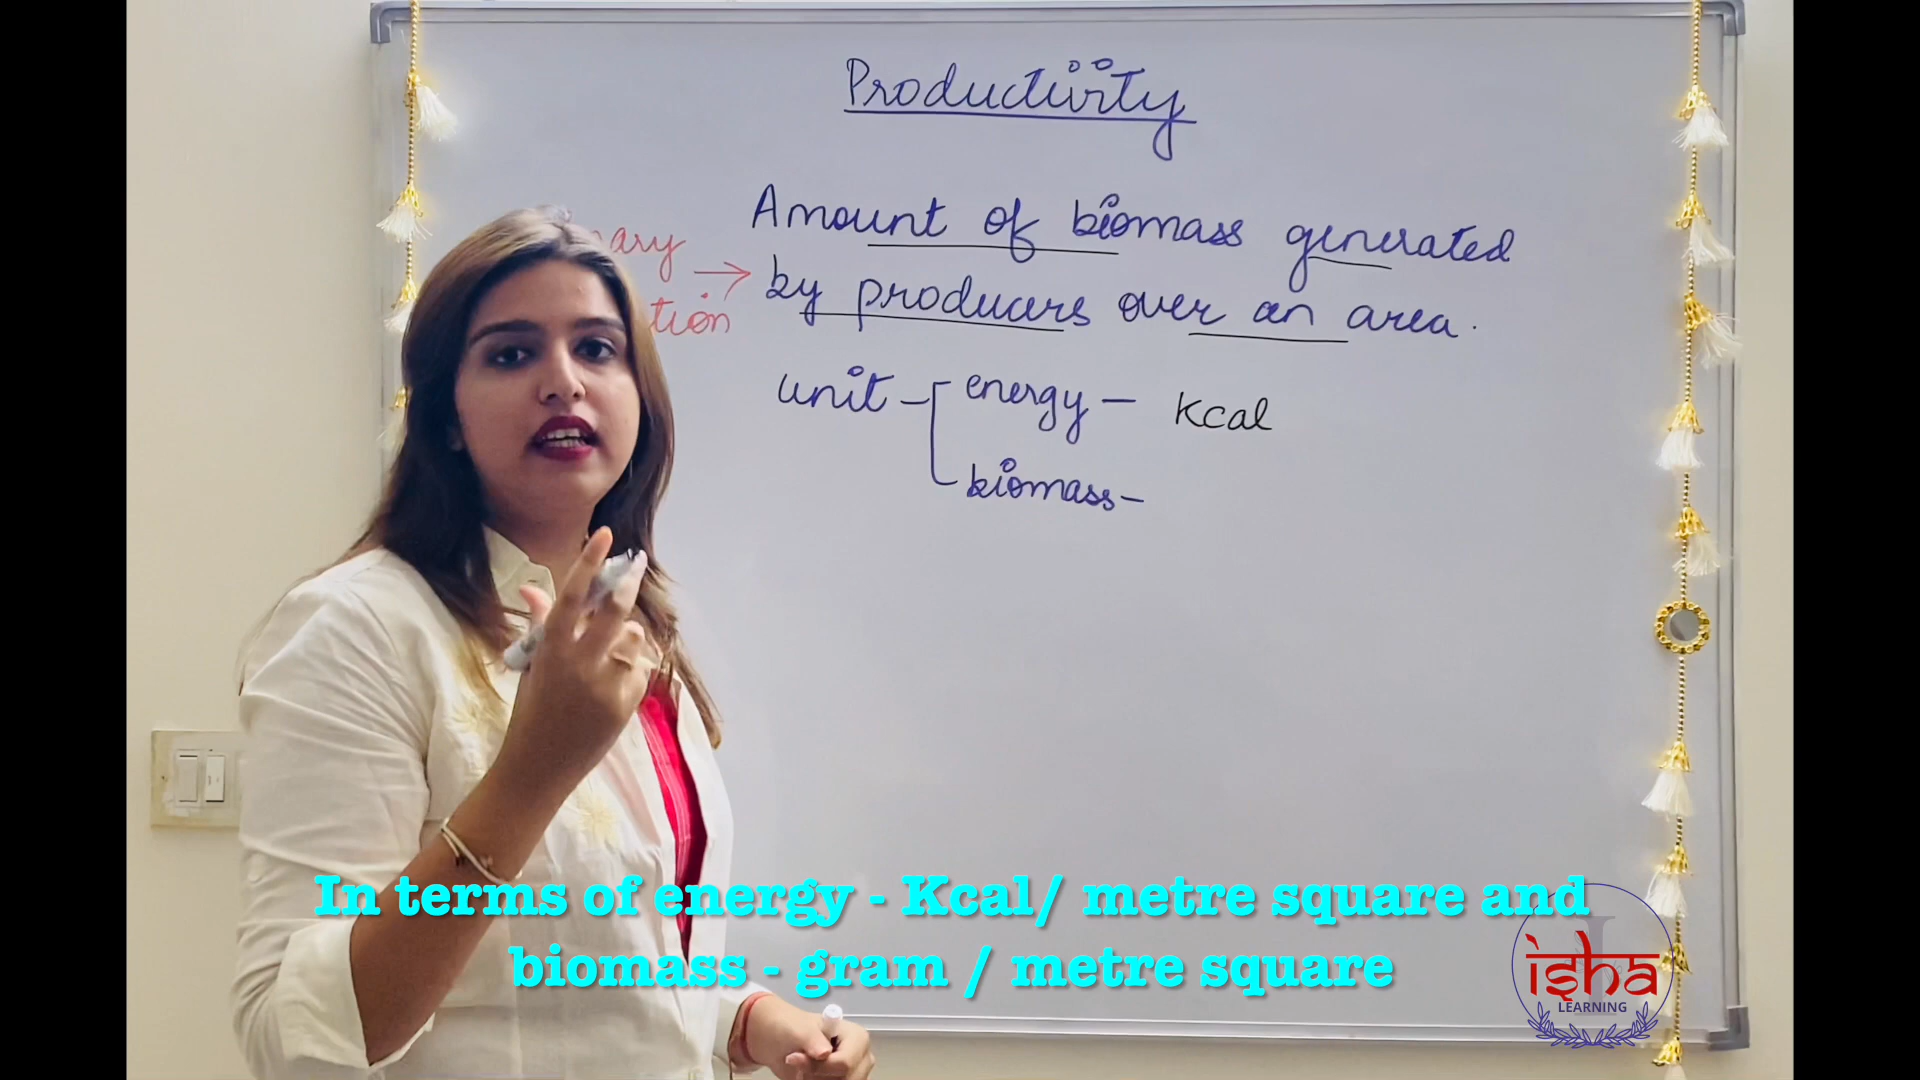 Productivity
Amount of biomass generated
by producers over an area.
unit - energy - Kcal
biomass -
In terms of energy - Kcal/ metre square and
biomass - gram / metre square
isha
LEARNING